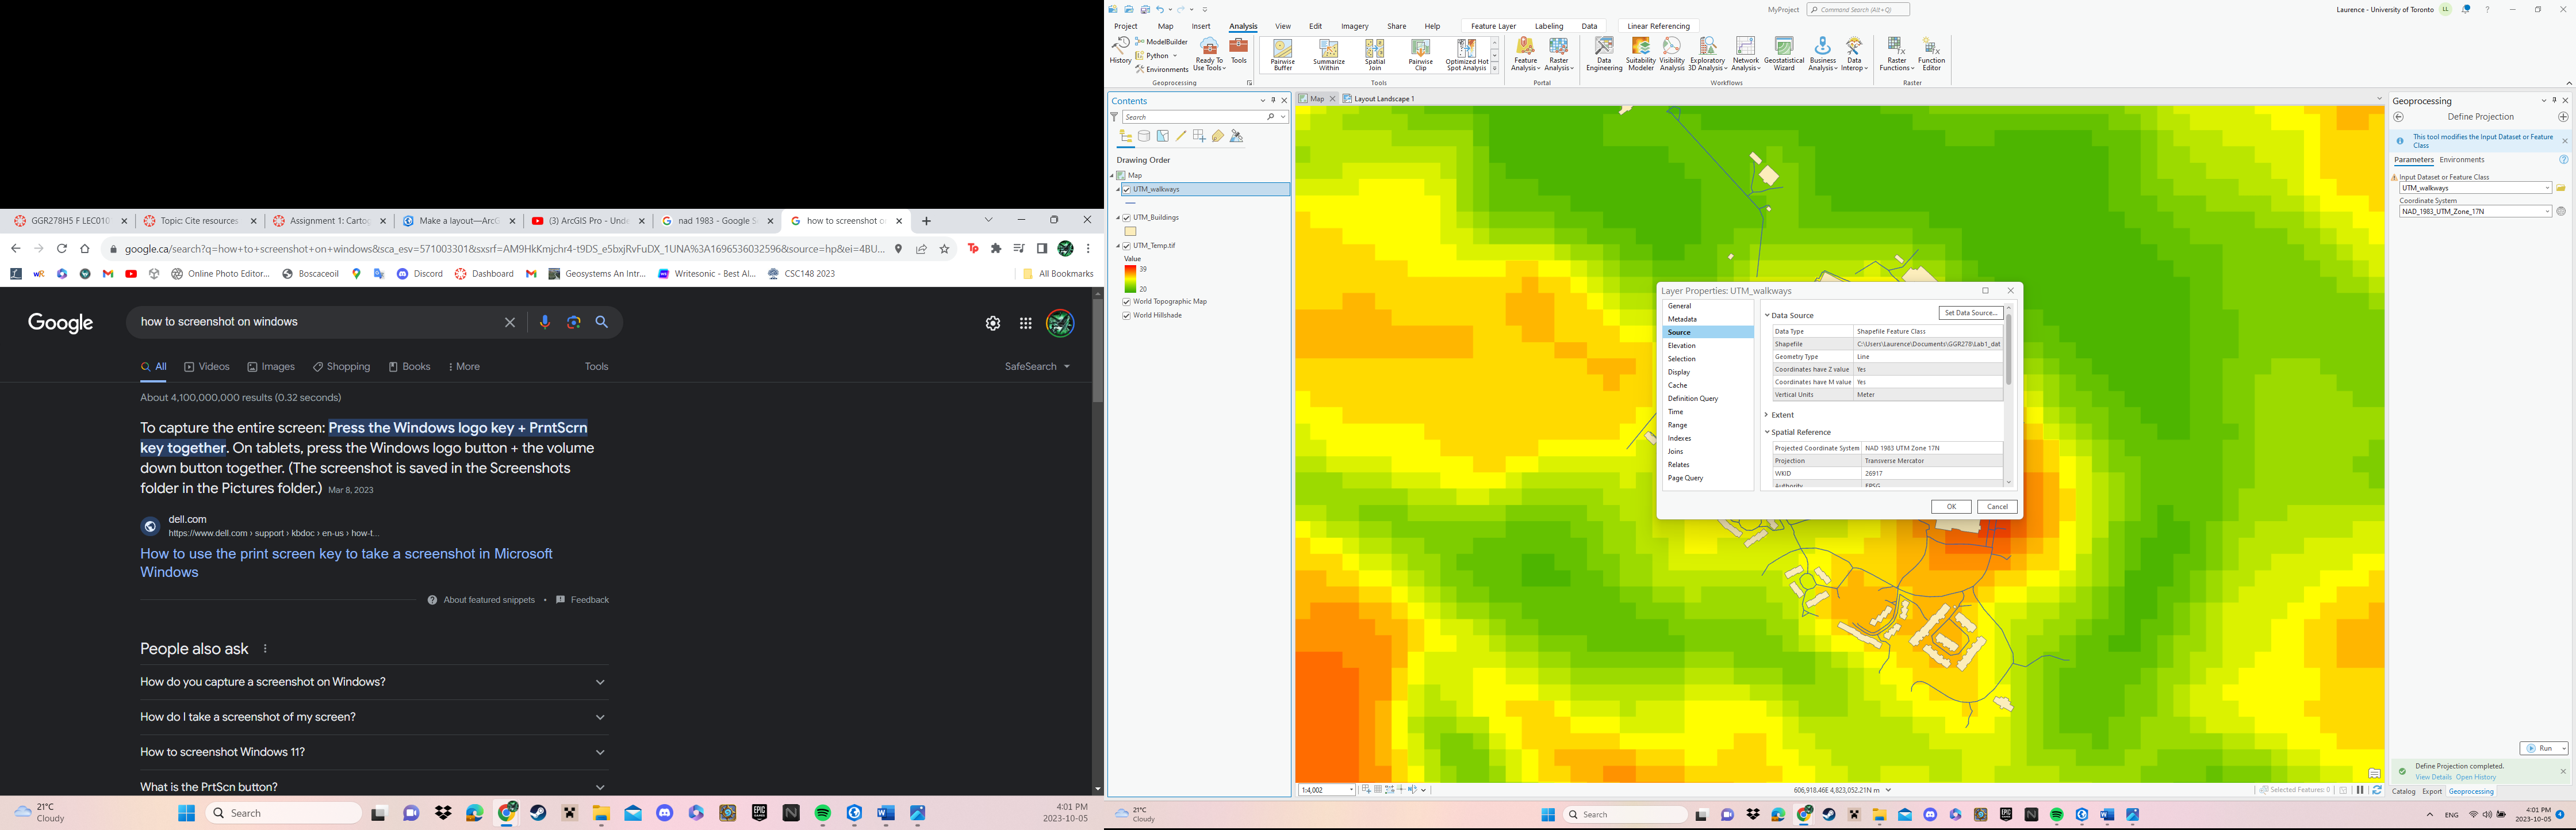 GGR278H5 F LEC010
Topic: Cite resources
Assignment 1: Cartog
Make a layout—ArcG
(3) ArcGIS Pro - Unde
nad 1983 - Google S
how to screenshot o
google.ca/search?q=how+to+screenshot+on+windows&sca_esv=571003301&sxsrf=AM9HkKmjchr4-t9DS_e5bxjRvFuDX_1UNA%3A1696536032596&source=hp&ei=4BU...
Online Photo Editor...
Boscaceoil
Discord
Dashboard
Geosystems An Intr...
Writesonic - Best Al...
CSC148 2023
All Bookmarks
Google
how to screenshot on windows
All
Videos
Images
Shopping
Books
More
Tools
SafeSearch
About 4,100,000,000 results (0.32 seconds)
To capture the entire screen: Press the Windows logo key + PrntScrn
key together. On tablets, press the Windows logo button + the volume
down button together. (The screenshot is saved in the Screenshots
folder in the Pictures folder.) Mar 8, 2023
dell.com
https://www.dell.com › support › kbdoc › en-us › how-t...
How to use the print screen key to take a screenshot in Microsoft
Windows
About featured snippets • Feedback
People also ask
How do you capture a screenshot on Windows?
How do I take a screenshot of my screen?
How to screenshot Windows 11?
What is the PrtScn button?
21°C
Cloudy
Search
4:01 PM
2023-10-05
MyProject
Command Search (Alt+Q)
Laurence - University of Toronto
LL
Project
Map
Insert
Analysis
View
Edit
Imagery
Share
Help
Feature Layer
Labeling
Data
Linear Referencing
History
ModelBuilder
Python
Environments
Ready To
Use Tools
Tools
Geoprocessing
Pairwise
Buffer
Summarize
Within
Spatial
Join
Pairwise
Clip
Optimized Hot
Spot Analysis
Tools
Feature
Analysis
Raster
Analysis
Portal
Data
Engineering
Suitability
Modeler
Visibility
Analysis
Exploratory
3D Analysis
Network
Analysis
Geostatistical
Wizard
Business
Analysis
Data
Interop
Workflows
Raster
Functions
Function
Editor
Raster
Contents
Search
Drawing Order
Map
UTM_walkways
UTM_Buildings
UTM_Temp.tif
Value
39
20
World Topographic Map
World Hillshade
Map
Layout Landscape 1
Layer Properties: UTM_walkways
General
Metadata
Source
Elevation
Selection
Display
Cache
Definition Query
Time
Range
Indexes
Joins
Relates
Page Query
Data Source
Set Data Source...
Data Type Shapefile Feature Class
Shapefile C:\Users\Laurence\Documents\GGR278\Lab1_dat
Geometry Type Line
Coordinates have Z value Yes
Coordinates have M value Yes
Vertical Units Meter
Extent
Spatial Reference
Projected Coordinate System NAD 1983 UTM Zone 17N
Projection Transverse Mercator
WKID 26917
Authority EPSG
OK
Cancel
1:4,002
606,918.46E 4,823,052.21N m
Selected Features: 0
Geoprocessing
Define Projection
This tool modifies the Input Dataset or Feature
Class
Parameters
Environments
Input Dataset or Feature Class
UTM_walkways
Coordinate System
NAD_1983_UTM_Zone_17N
Run
Define Projection completed.
View Details Open History
Catalog
Export
Geoprocessing
21°C
Cloudy
Search
ENG
4:01 PM
2023-10-05